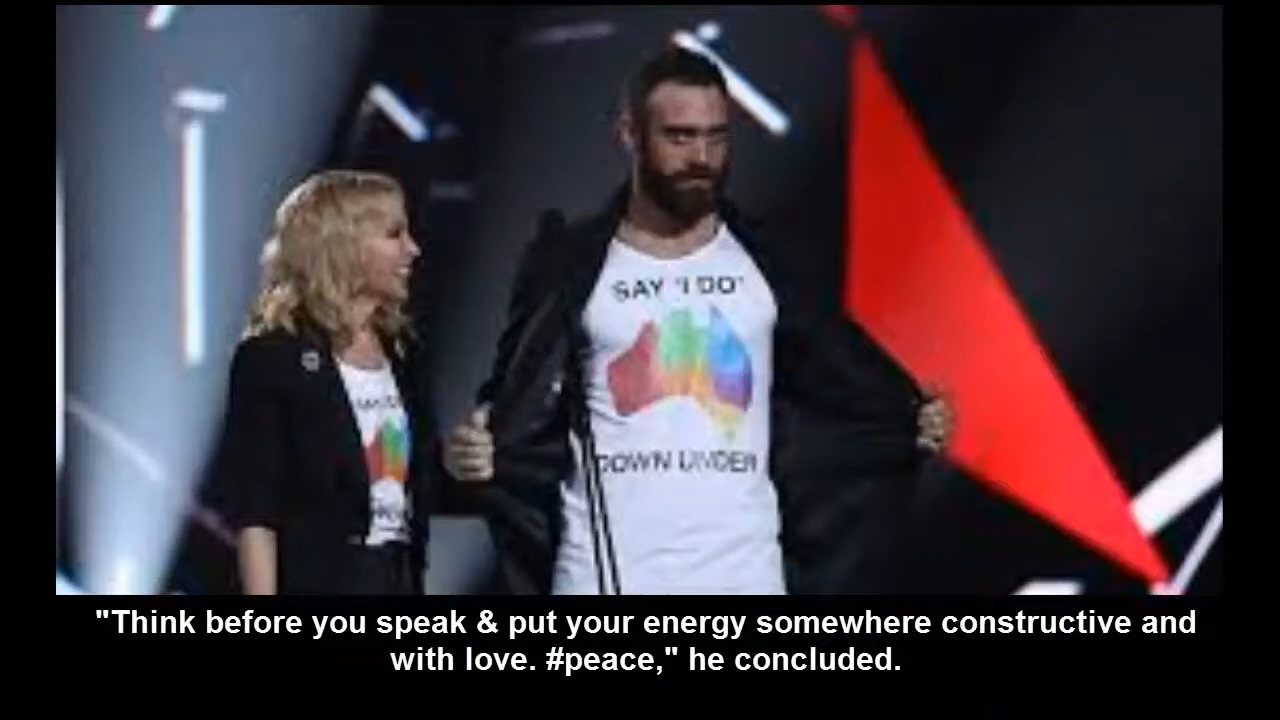 SAY 'I DO'
DOWN UNDER
"Think before you speak & put your energy somewhere constructive and
with love. #peace," he concluded.